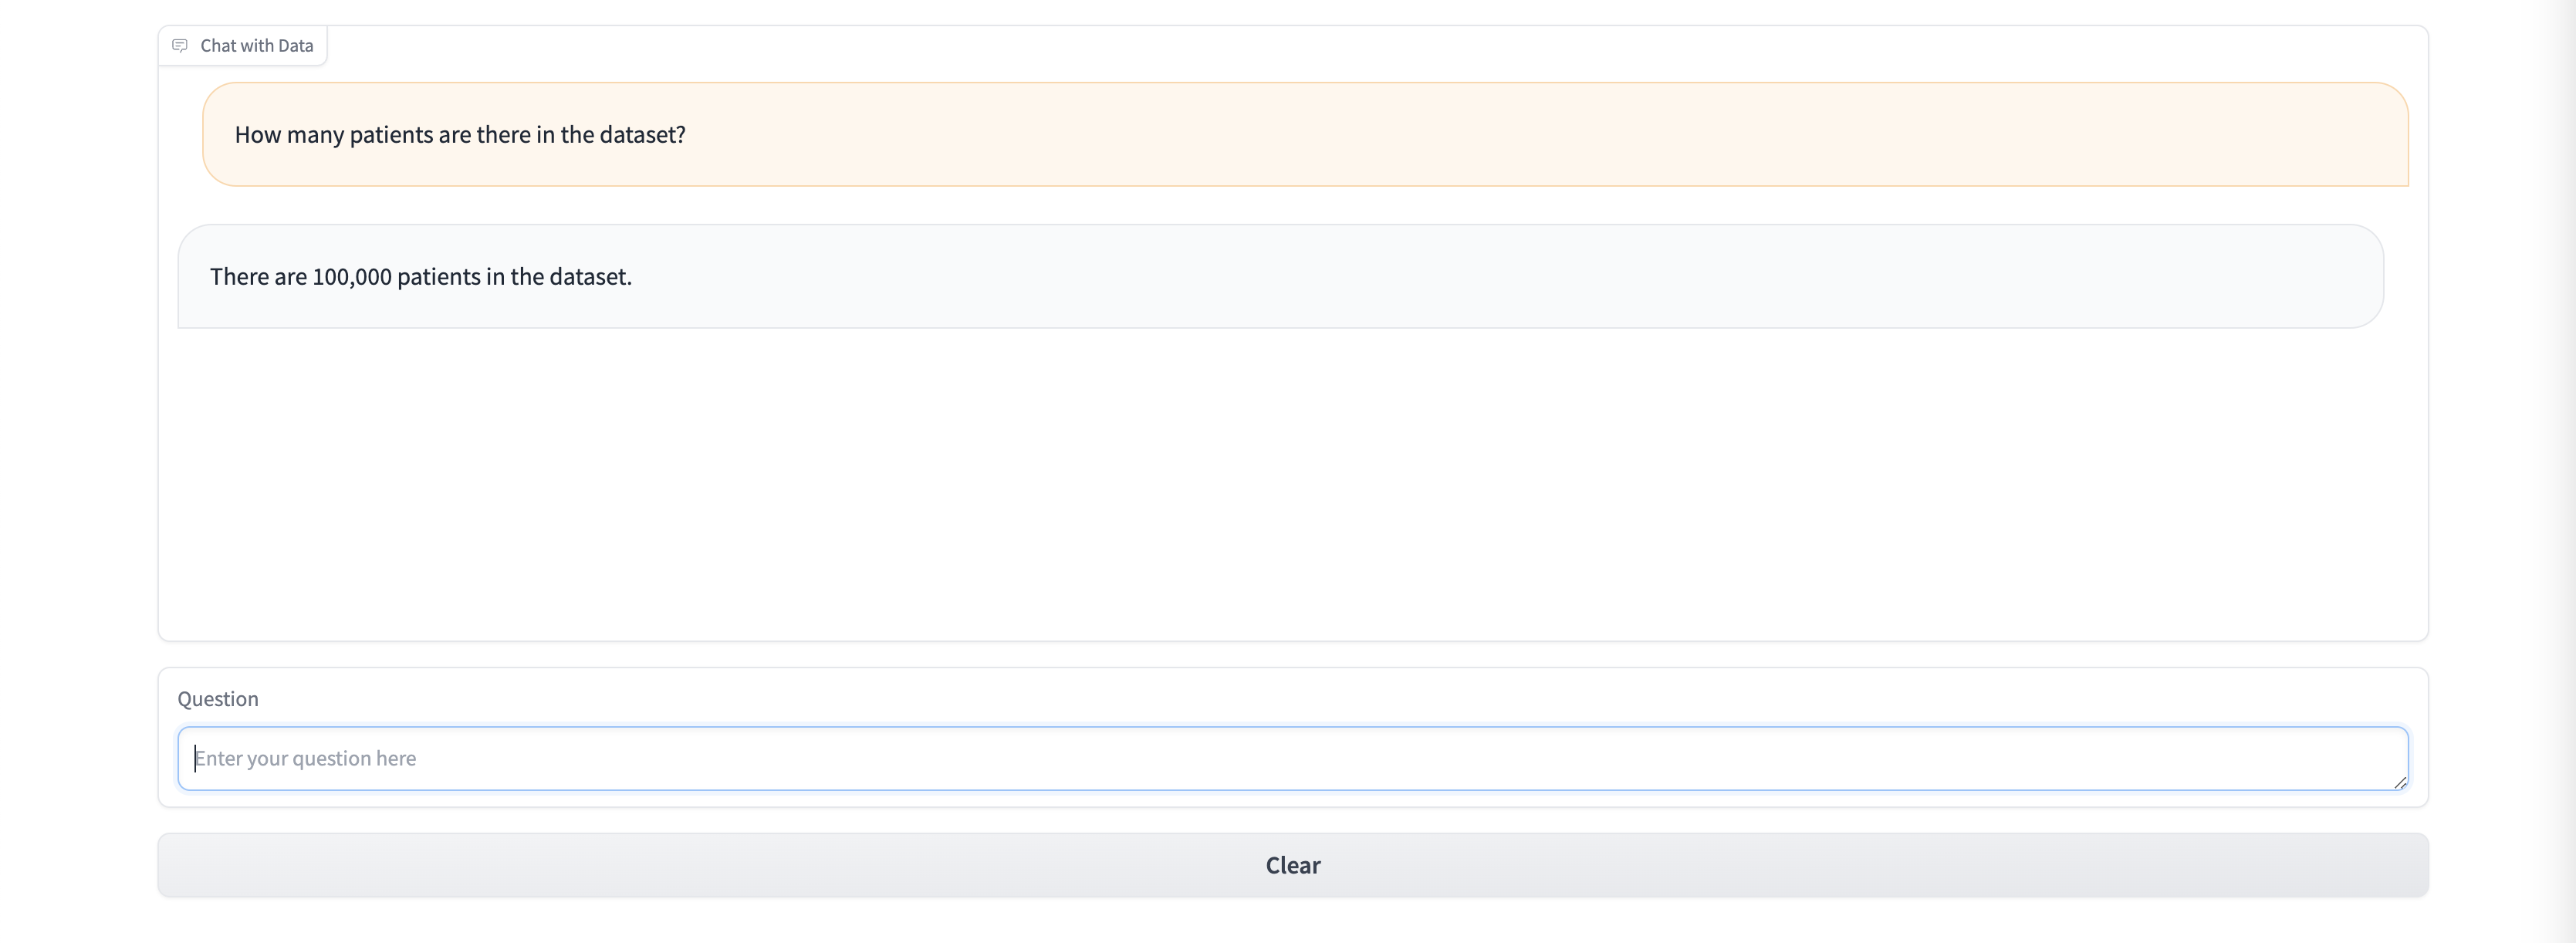 Chat with Data
How many patients are there in the dataset?
There are 100,000 patients in the dataset.
Question
Enter your question here
Clear